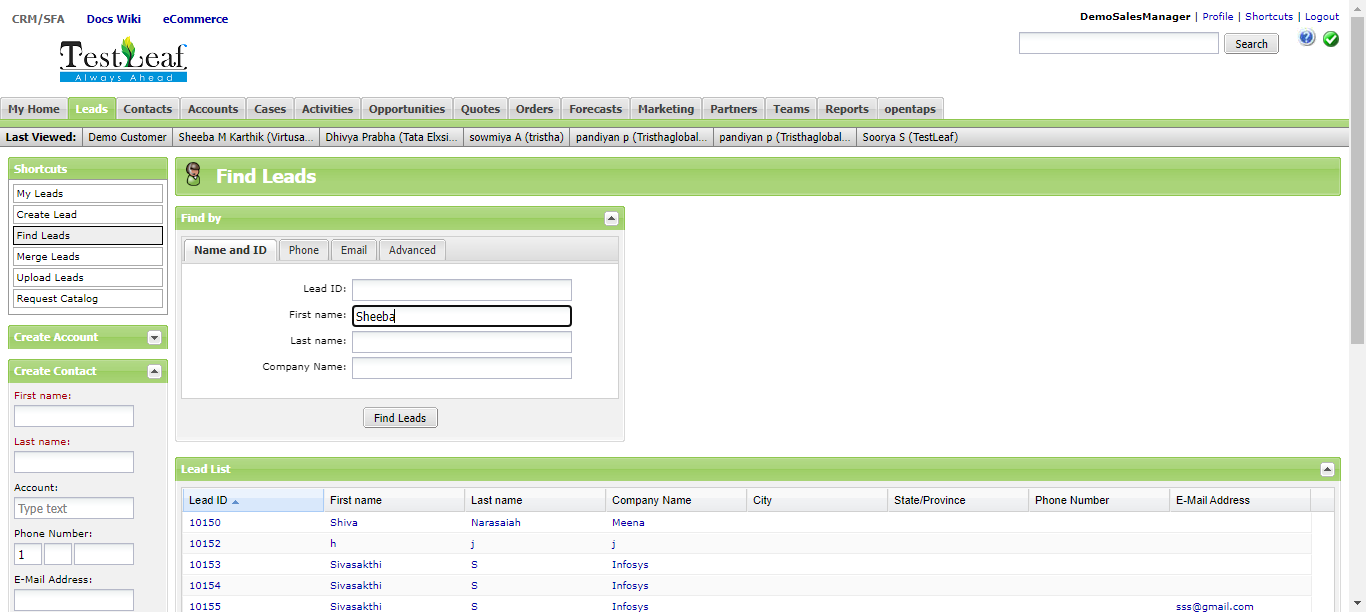 CRM/SFA Docs Wiki eCommerce
DemoSalesManager | Profile | Shortcuts | Logout
TestLeaf
Always Ahead
Search
?
My Home Leads Contacts Accounts Cases Activities Opportunities Quotes Orders Forecasts Marketing Partners Teams Reports opentaps
Last Viewed: Demo Customer Sheeba M Karthik (Virtusa... Dhivya Prabha (Tata Elxsi... sowmiya A (tristha) pandiyan p (Tristhaglobal... pandiyan p (Tristhaglobal... Soorya S (TestLeaf)
Shortcuts
My Leads
Create Lead
Find Leads
Merge Leads
Upload Leads
Request Catalog
Create Account
Create Contact
First name:
Last name:
Account:
Type text
Phone Number:
1
E-Mail Address:
Find Leads
Find by
Name and ID Phone Email Advanced
Lead ID:
First name: Sheeba
Last name:
Company Name:
Find Leads
Lead List
Lead ID First name Last name Company Name City State/Province Phone Number E-Mail Address
10150 Shiva Narasaiah Meena
10152 h j j
10153 Sivasakthi S Infosys
10154 Sivasakthi S Infosys
10155 Sivasakthi S Infosys sss@gmail.com